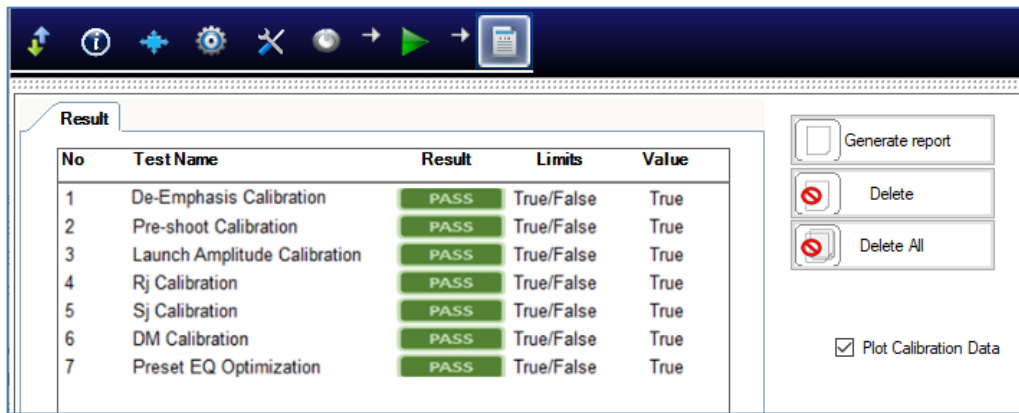 Result
No Test Name Result Limits Value
1 De-Emphasis Calibration PASS True/False True
2 Pre-shoot Calibration PASS True/False True
3 Launch Amplitude Calibration PASS True/False True
4 Rj Calibration PASS True/False True
5 Sj Calibration PASS True/False True
6 DM Calibration PASS True/False True
7 Preset EQ Optimization PASS True/False True
Generate report
Delete
Delete All
Plot Calibration Data